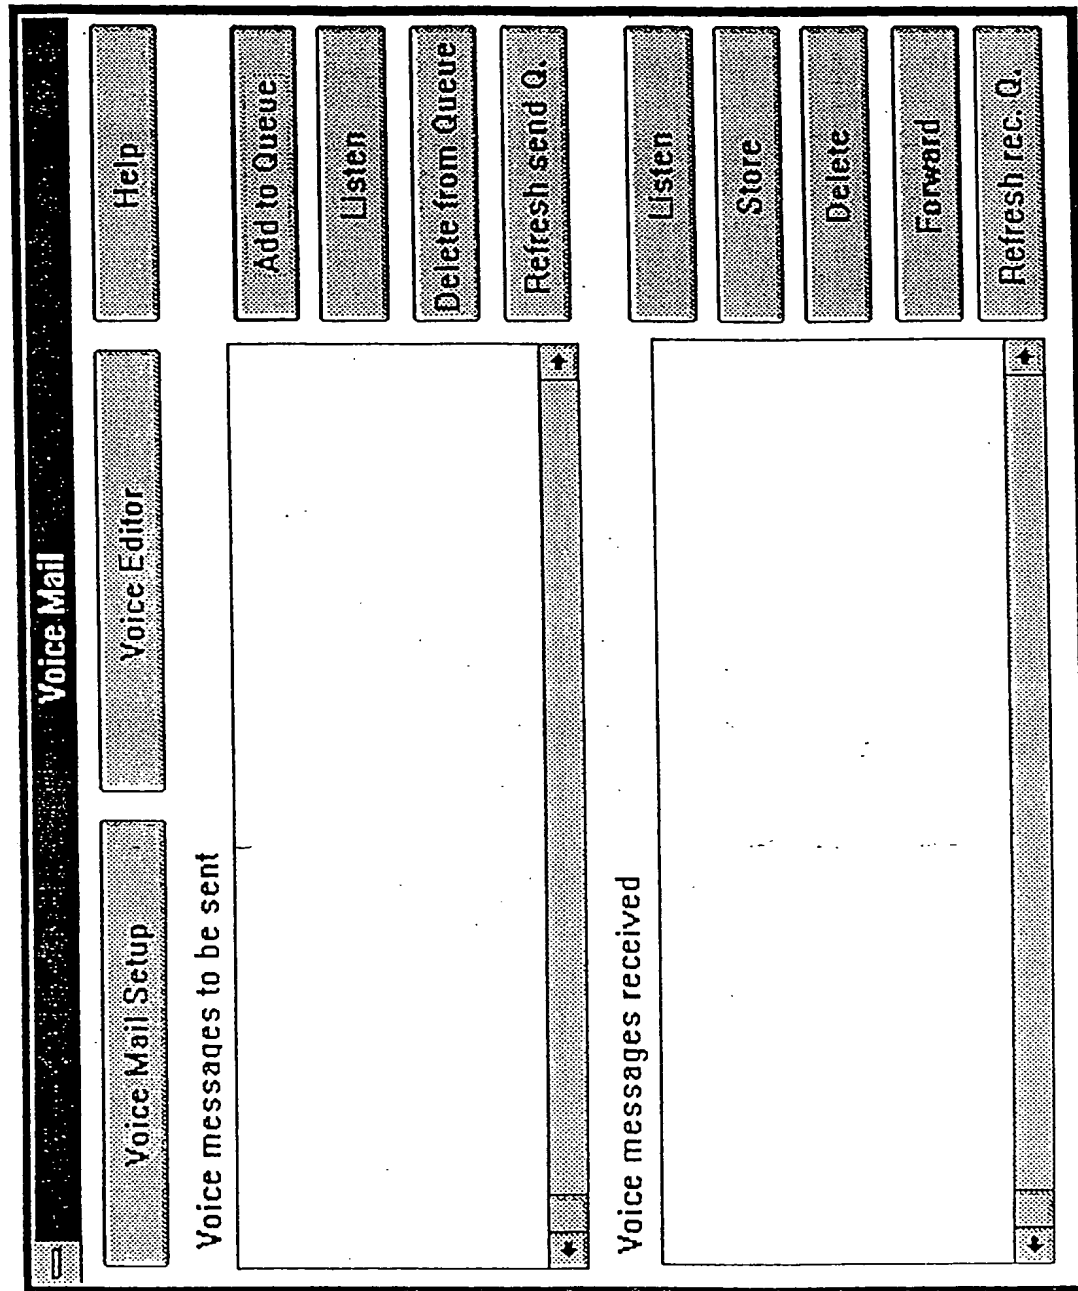 Voice Mail
Voice Mail Setup
Voice Editor
Help
Voice messages to be sent
Add to Queue
Listen
Delete from Queue
Refresh send Q.
Voice messages received
Listen
Store
Delete
Forward
Refresh rec. Q.